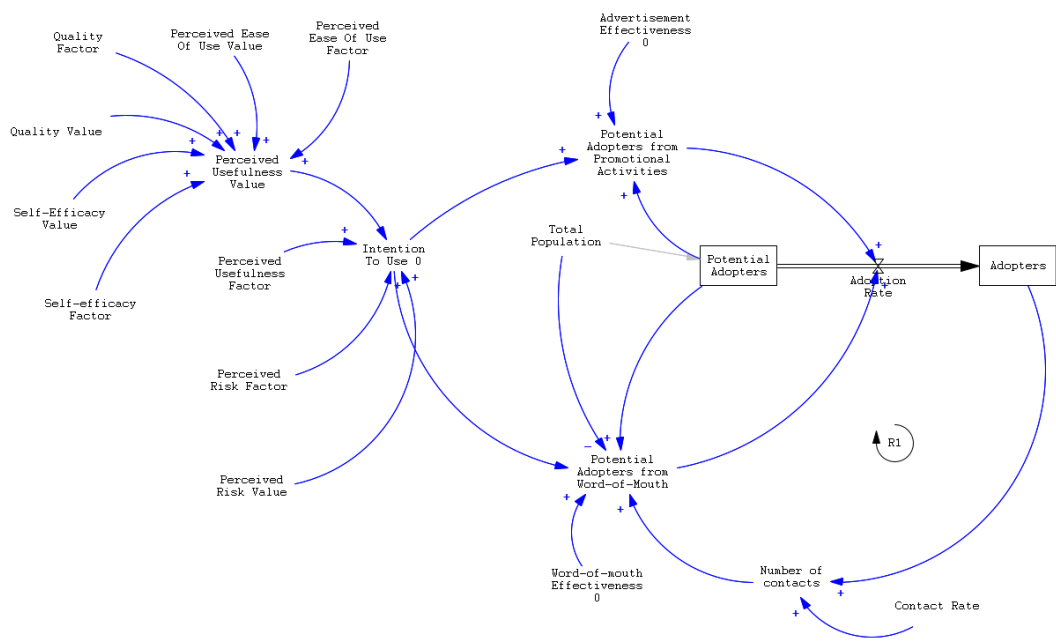 Quality
Factor
Perceived Ease
Of Use Value
Perceived
Ease Of Use
Factor
Advertisement
Effectiveness
0
Quality Value
Perceived
Usefulness
Value
Potential
Adopters from
Promotional
Activities
Self-Efficacy
Value
Self-efficacy
Factor
Perceived
Usefulness
Factor
Intention
To Use 0
Total
Population
Potential
Adopters
Adoption
Rate
Adopters
Perceived
Risk Factor
Perceived
Risk Value
R1
Potential
Adopters from
Word-of-Mouth
Word-of-mouth
Effectiveness
0
Number of
contacts
Contact Rate